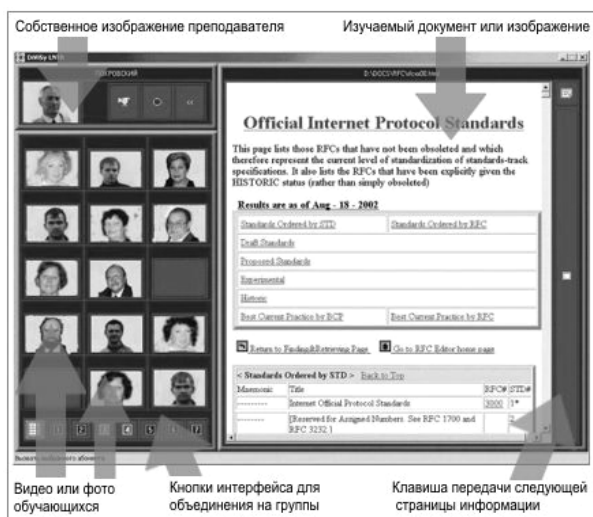 Собственное изображение преподавателя
Изучаемый документ или изображение
ПОКРОВСКИЙ
Official Internet Protocol Standards
This page lists those RFCs that have not been obsoleted and which
therefore represent the current level of standardization of standards-track
specifications. It also lists the RFCs that have been explicitly given the
HISTORIC status (rather than simply obsoleted)
Results are as of Aug - 18 - 2002
Standards Ordered by STD
Standards Ordered by RFC
Draft Standards
Proposed Standards
Experimental
Historic
Best Current Practice by BCP
Best Current Practice by RFC
Return to Finding&Retrieving Page
Go to RFC Editor home page
< Standards Ordered by STD > Back to Top
Mnemonic Title RFC# STD#
-------- Internet Official Protocol Standards 3000 1*
-------- [Reserved for Assigned Numbers. See RFC 1700 and 2
RFC 3232.]
Видео или фото
обучающихся
Кнопки интерфейса для
объединения на группы
Клавиша передачи следующей
страницы информации